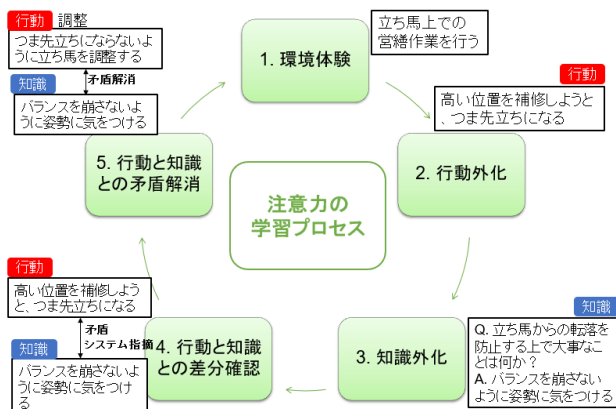 行動 調整
つま先立ちにならないよ
うに立ち馬を調整する
矛盾解消
知識
バランスを崩さないよ
うに姿勢に気をつける
1. 環境体験
立ち馬上での
営繕作業を行う
行動
高い位置を補修しようと
、つま先立ちになる
2. 行動外化
5. 行動と知識
との矛盾解消
注意力の
学習プロセス
行動
高い位置を補修しよう
と、つま先立ちになる
矛盾
システム指摘
知識
バランスを崩さないよ
うに姿勢に気をつけ
る
4. 行動と知識
との差分確認
3. 知識外化
知識
Q. 立ち馬からの転落を
防止する上で大事なこ
とは何か？
A. バランスを崩さない
ように姿勢に気をつける